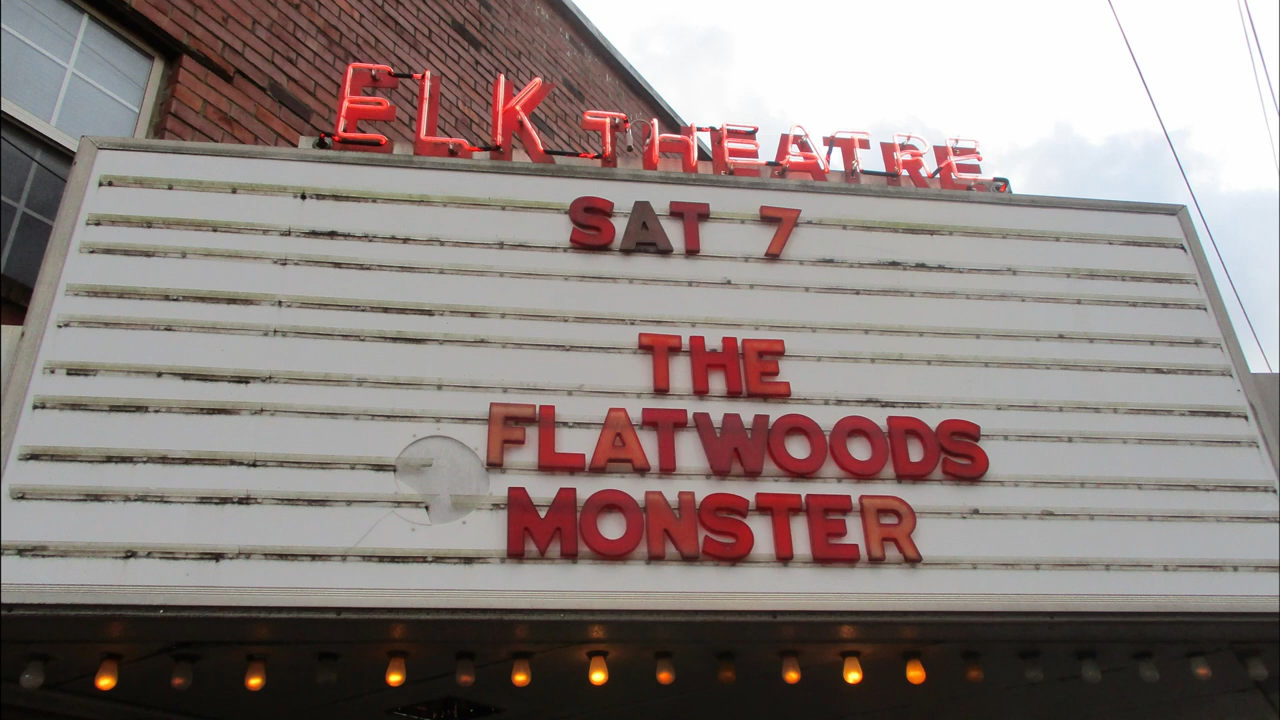 ELK THEATRE
SAT 7
THE
FLATWOODS
MONSTER